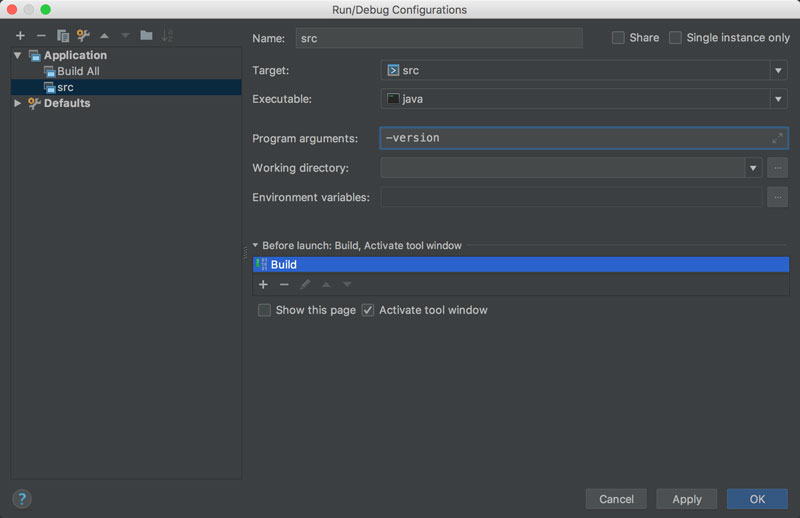 Run/Debug Configurations
Application
Build All
src
Defaults
Name: src
Share
Single instance only
Target: src
Executable: java
Program arguments: -version
Working directory: ...
Environment variables: ...
Before launch: Build, Activate tool window
Build
Show this page
Activate tool window
?
Cancel
Apply
OK